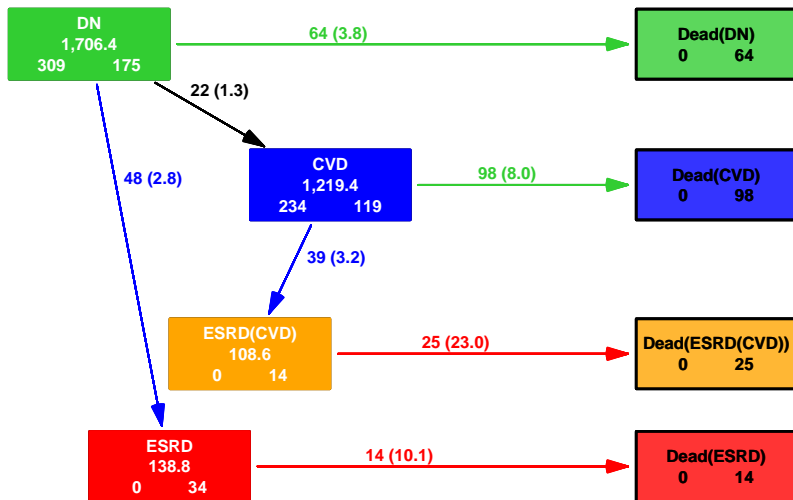 DN
1,706.4
309 175
64 (3.8)
Dead(DN)
0 64
22 (1.3)
48 (2.8)
CVD
1,219.4
234 119
98 (8.0)
Dead(CVD)
0 98
39 (3.2)
ESRD(CVD)
108.6
0 14
25 (23.0)
Dead(ESRD(CVD))
0 25
ESRD
138.8
0 34
14 (10.1)
Dead(ESRD)
0 14